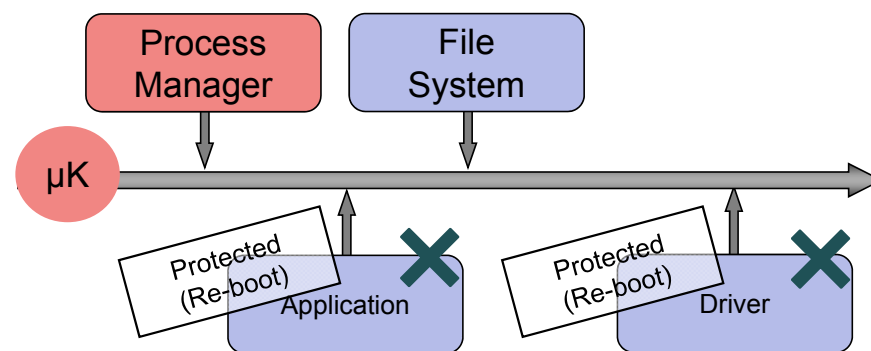 Process
Manager
File
System
µK
Protected
(Re-boot)
Application
Protected
(Re-boot)
Driver